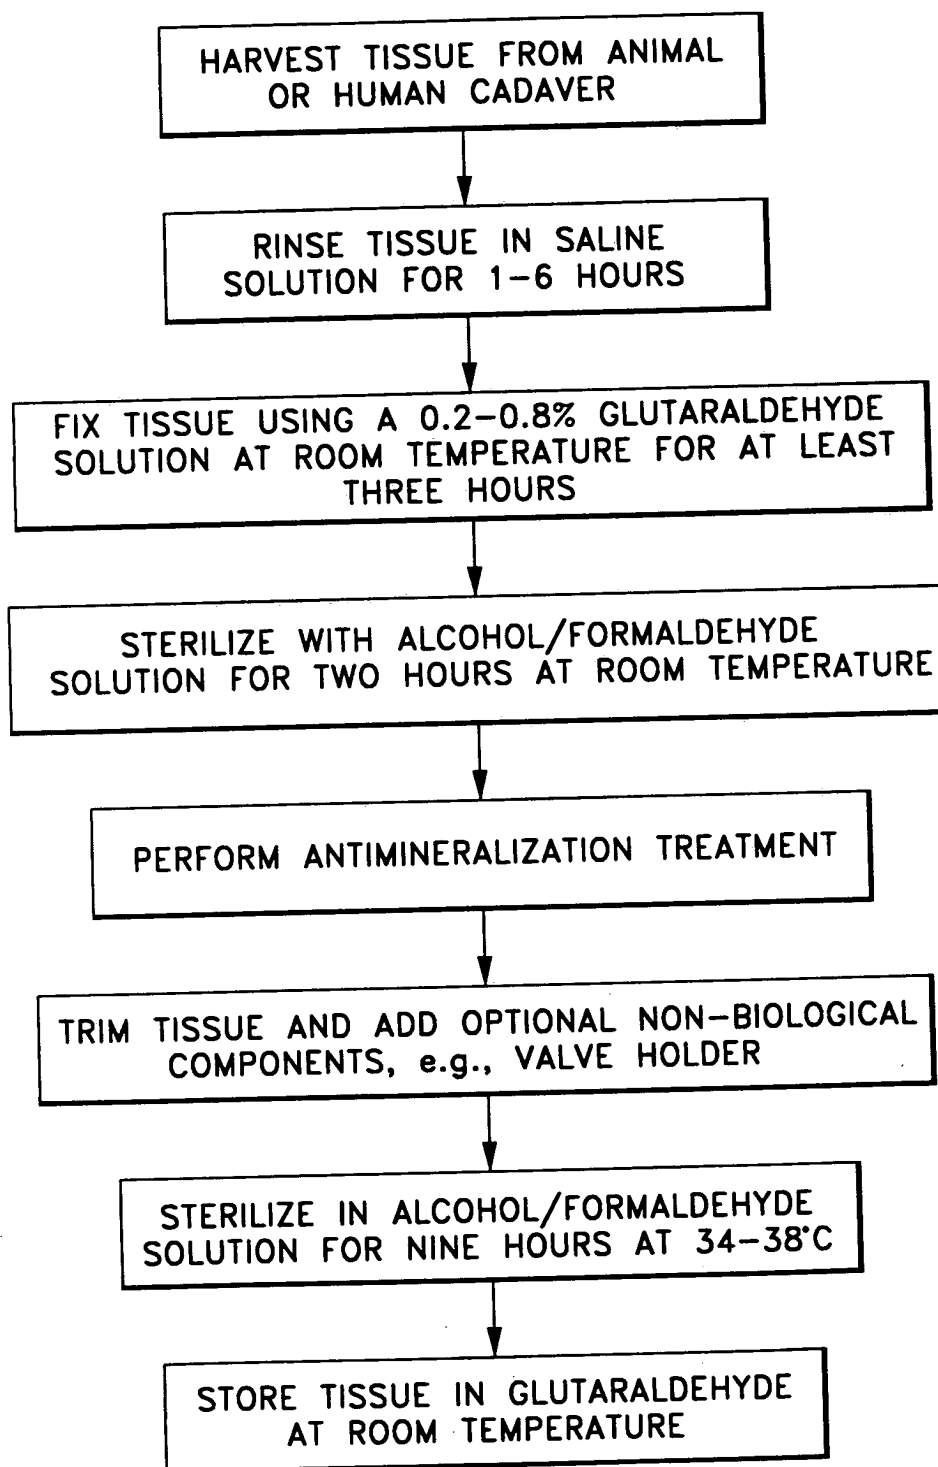 HARVEST TISSUE FROM ANIMAL
OR HUMAN CADAVER
RINSE TISSUE IN SALINE
SOLUTION FOR 1-6 HOURS
FIX TISSUE USING A 0.2-0.8% GLUTARALDEHYDE
SOLUTION AT ROOM TEMPERATURE FOR AT LEAST
THREE HOURS
STERILIZE WITH ALCOHOL/FORMALDEHYDE
SOLUTION FOR TWO HOURS AT ROOM TEMPERATURE
PERFORM ANTIMINERALIZATION TREATMENT
TRIM TISSUE AND ADD OPTIONAL NON-BIOLOGICAL
COMPONENTS, e.g., VALVE HOLDER
STERILIZE IN ALCOHOL/FORMALDEHYDE
SOLUTION FOR NINE HOURS AT 34-38°C
STORE TISSUE IN GLUTARALDEHYDE
AT ROOM TEMPERATURE